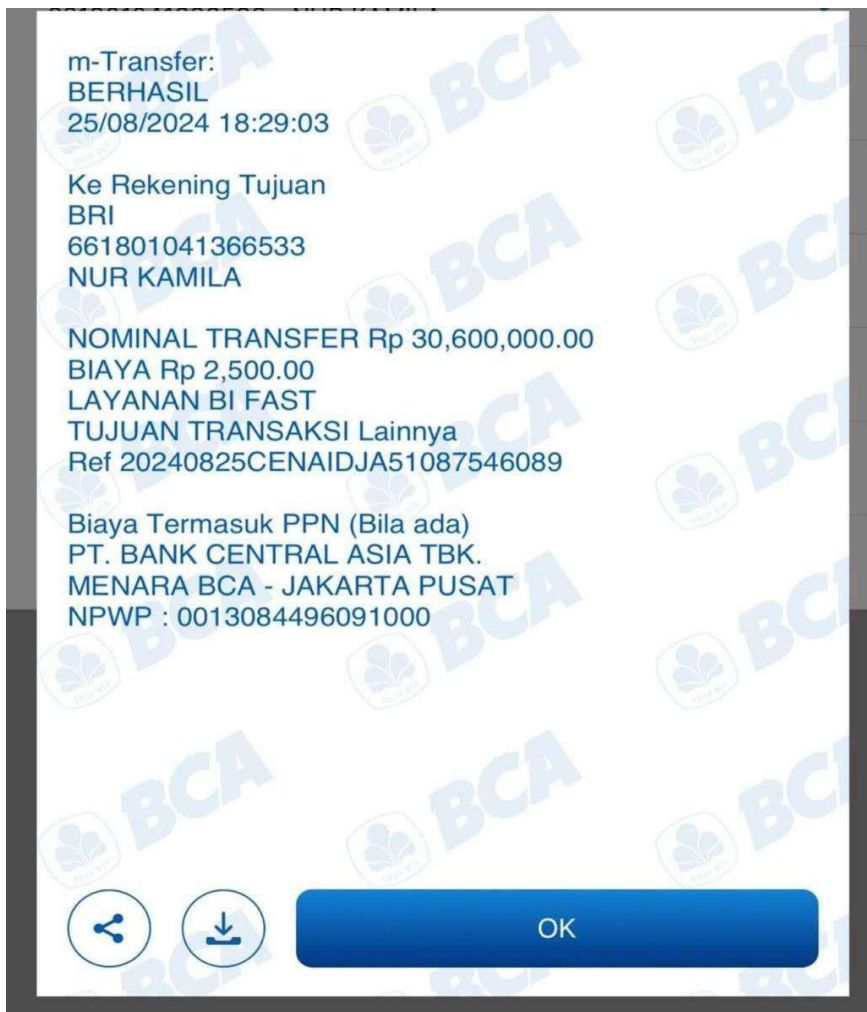 m-Transfer:
BERHASIL
25/08/2024 18:29:03
Ke Rekening Tujuan
BRI
661801041366533
NUR KAMILA
NOMINAL TRANSFER Rp 30,600,000.00
BIAYA Rp 2,500.00
LAYANAN BI FAST
TUJUAN TRANSAKSI Lainnya
Ref 20240825CENAIDJA51087546089
Biaya Termasuk PPN (Bila ada)
PT. BANK CENTRAL ASIA TBK.
MENARA BCA - JAKARTA PUSAT
NPWP : 0013084496091000
OK
BCA